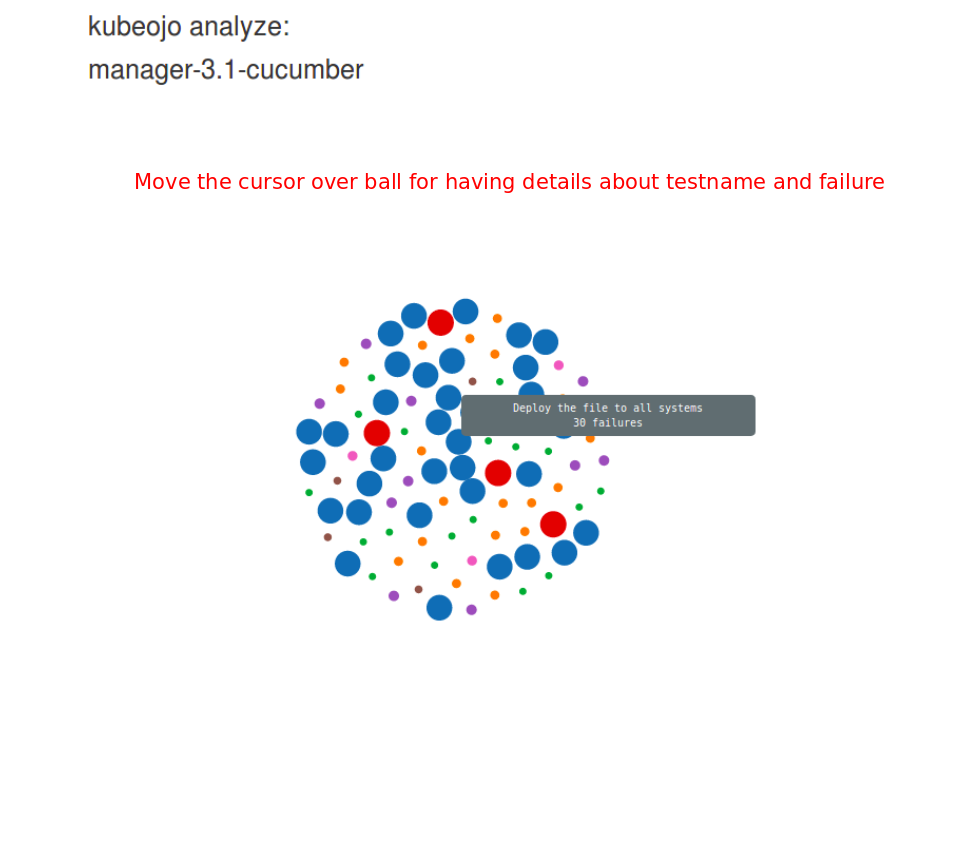 kubeojo analyze:
manager-3.1-cucumber
Move the cursor over ball for having details about testname and failure
Deploy the file to all systems
30 failures